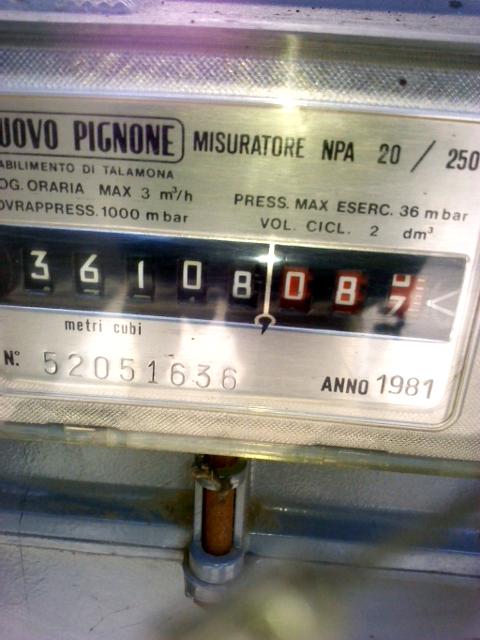 UOVO PIGNONE MISURATORE NPA 20 / 250
ABILIMENTO DI TALAMONA
OG. ORARIA MAX 3 m³/h
OVRAPPRESS. 1000 m bar
PRESS. MAX ESERC. 36 m bar
VOL. CICL. 2 dm³
3 6 1 0 8 , 0 8 7
metri cubi
N° 52051636
ANNO 1981